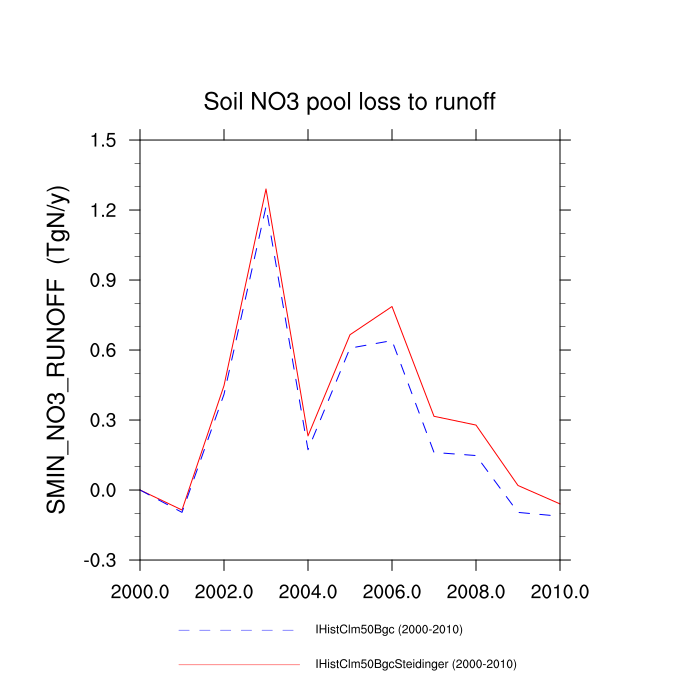 Soil NO3 pool loss to runoff
SMIN_NO3_RUNOFF (TgN/y)
1.5
1.2
0.9
0.6
0.3
0.0
-0.3
2000.0 2002.0 2004.0 2006.0 2008.0 2010.0
IHistClm50Bgc (2000-2010)
IHistClm50BgcSteidinger (2000-2010)